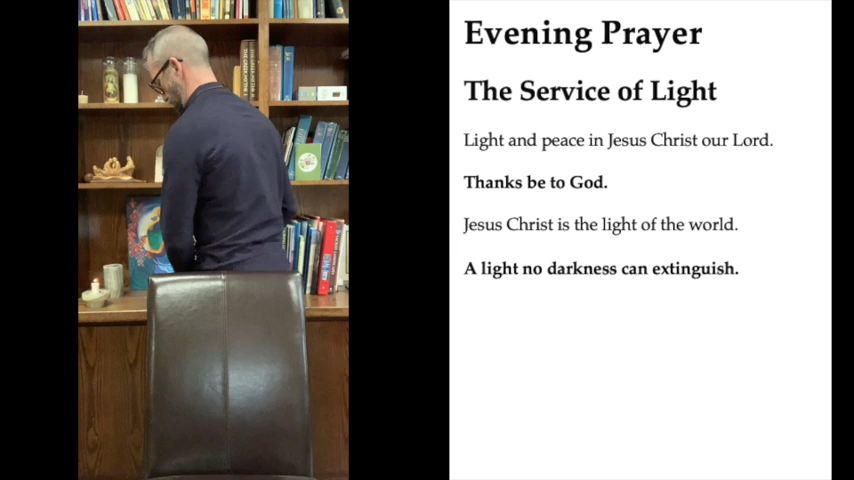 Evening Prayer
The Service of Light
Light and peace in Jesus Christ our Lord.
Thanks be to God.
Jesus Christ is the light of the world.
A light no darkness can extinguish.